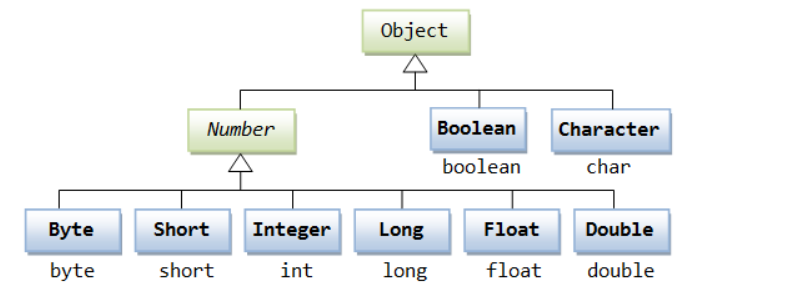 Object
Number Boolean Character
boolean char
Byte Short Integer Long Float Double
byte short int long float double